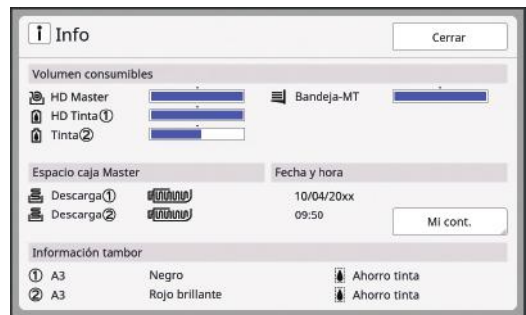 i Info
Cerrar
Volumen consumibles
HD Master
Bandeja-MT
HD Tinta①
Tinta②
Espacio caja Master
Fecha y hora
Descarga①
10/04/20xx
Descarga②
09:50
Mi cont.
Información tambor
① A3 Negro Ahorro tinta
② A3 Rojo brillante Ahorro tinta